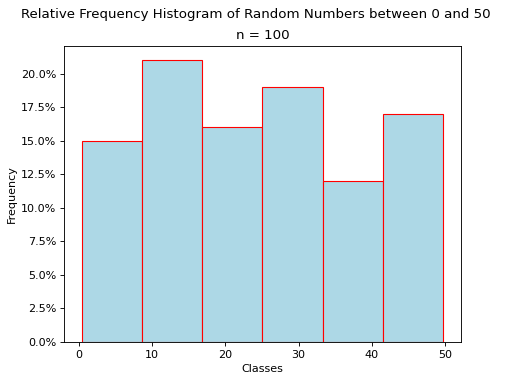 Relative Frequency Histogram of Random Numbers between 0 and 50
n = 100
20.0%
17.5%
15.0%
12.5%
10.0%
7.5%
5.0%
2.5%
0.0%
Frequency
0 10 20 30 40 50
Classes